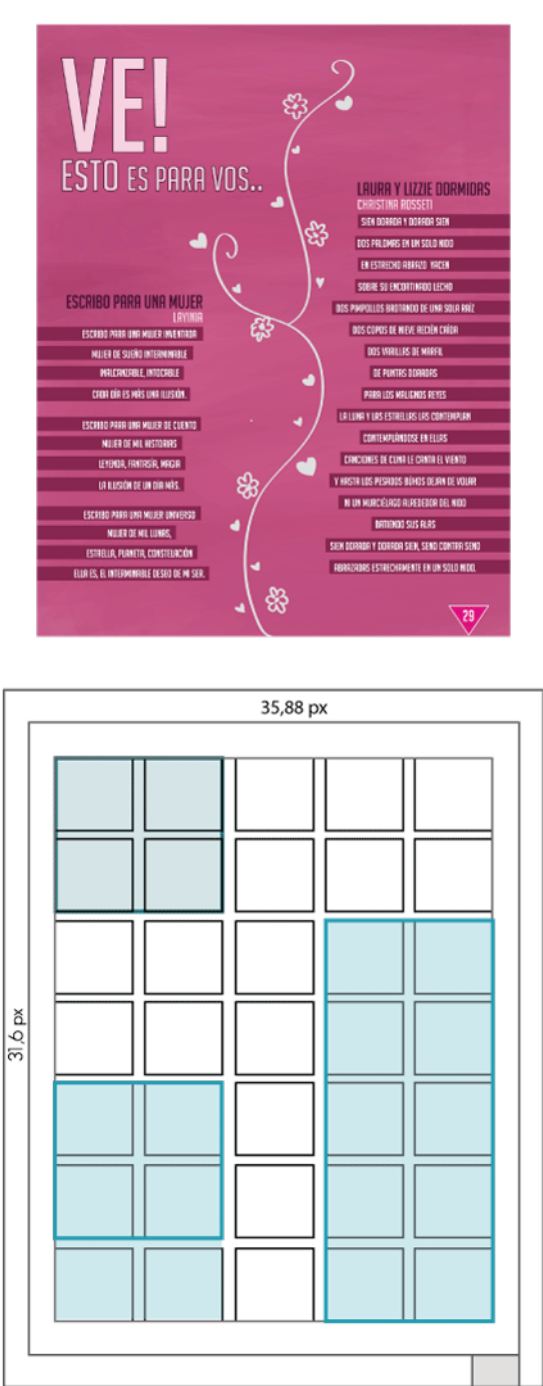 VE!
ESTO ES PARA VOS..
ESCRIBO PARA UNA MUJER
LAYINIA
ESCRIBO PARA UNA MUJER INVENTADA
MUJER DE SUEÑO INTERMINABLE
INALCANZABLE, INTOCABLE
CADA DÍA ES MÁS UNA ILUSIÓN.
ESCRIBO PARA UNA MUJER DE CUENTO
MUJER DE MIL HISTORIAS
LEYENDA, FANTASÍA, MAGIA
LA ILUSIÓN DE UN DÍA MÁS.
ESCRIBO PARA UNA MUJER UNIVERSO
MUJER DE MIL LUNAS,
ESTRELLA, PLANETA, CONSTELACIÓN
ELLA ES, EL INTERMINABLE DESEO DE MI SER.
LAURA Y LIZZIE DORMIDAS
CHRISTINA ROSSETI
SIEN DORADA Y DORADA SIEN
DOS PALOMAS EN UN SOLO NIDO
EN ESTRECHO ABRAZO YACEN
SOBRE SU ENCORTINADO LECHO
DOS PIMPOLLOS BROTANDO DE UNA SOLA RAÍZ
DOS COPOS DE NIEVE RECIÉN CAÍDA
DOS VARILLAS DE MARFIL
DE PUNTAS DORADAS
PARA LOS MALIGNOS REYES
LA LUNA Y LAS ESTRELLAS LAS CONTEMPLAN
CONTEMPLÁNDOSE EN ELLAS
CANCIONES DE CUNA LE CANTA EL VIENTO
Y HASTA LOS PESADOS BÚHOS DEJAN DE VOLAR
NI UN MURCIÉLAGO ALREDEDOR DEL NIDO
BATIENDO SUS ALAS
SIEN DORADA Y DORADA SIEN, SENO CONTRA SENO
ABRAZADAS ESTRECHAMENTE EN UN SOLO NIDO.
29
35,88 px
31,6 px